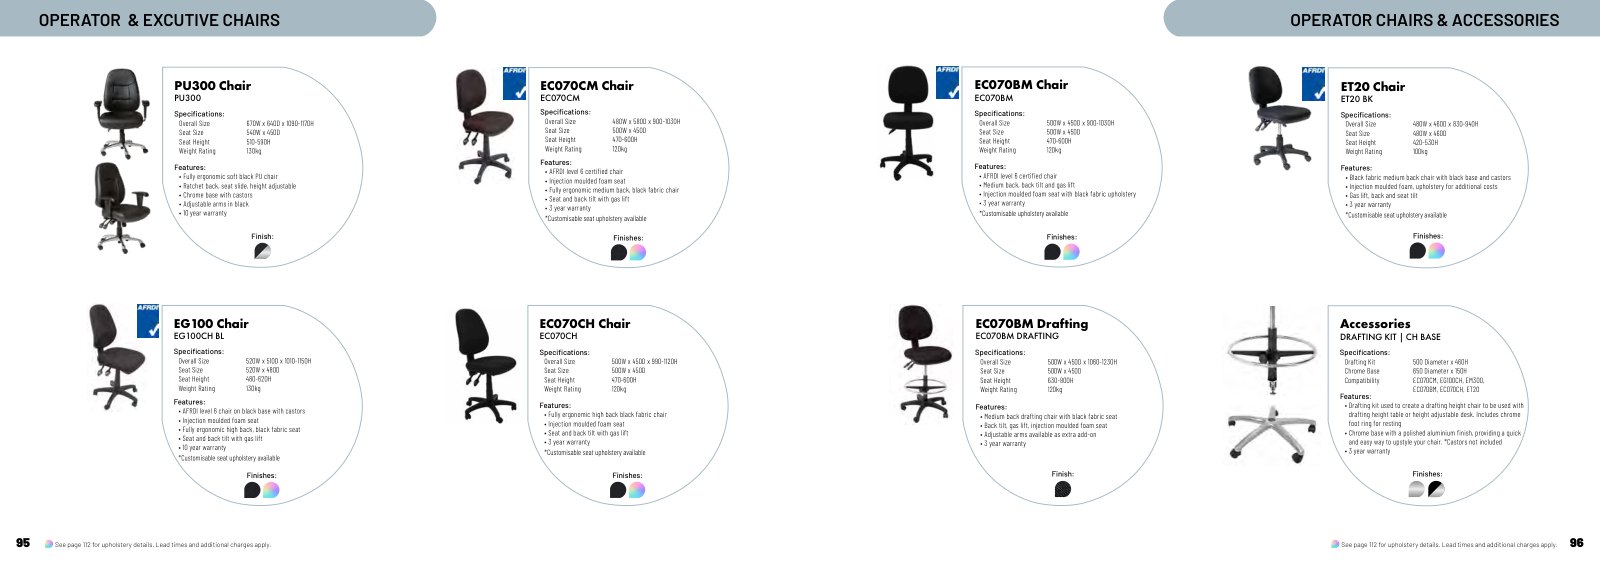 OPERATOR & EXCUTIVE CHAIRS
PU300 Chair
PU300
Specifications:
Overall Size 670W x 640D x 1090-1170H
Seat Size 540W x 450D
Seat Height 510-590H
Weight Rating 130kg
Features:
• Fully ergonomic soft black PU chair
• Ratchet back, seat slide, height adjustable
• Chrome base with castors
• Adjustable arms in black
• 10 year warranty
Finish:
AFRDI
EC070CM Chair
EC070CM
Specifications:
Overall Size 480W x 580D x 900-1030H
Seat Size 500W x 450D
Seat Height 470-600H
Weight Rating 120kg
Features:
• AFRDI level 6 certified chair
• Injection moulded foam seat
• Fully ergonomic medium back, black fabric chair
• Seat and back tilt with gas lift
• 3 year warranty
*Customisable seat upholstery available
Finishes:
AFRDI
EG100 Chair
EG100CH BL
Specifications:
Overall Size 520W x 510D x 1010-1150H
Seat Size 520W x 480D
Seat Height 480-620H
Weight Rating 130kg
Features:
• AFRDI level 6 chair on black base with castors
• Injection moulded foam seat
• Fully ergonomic high back, black fabric seat
• Seat and back tilt with gas lift
• 10 year warranty
*Customisable seat upholstery available
Finishes:
EC070CH Chair
EC070CH
Specifications:
Overall Size 500W x 450D x 990-1120H
Seat Size 500W x 450D
Seat Height 470-600H
Weight Rating 120kg
Features:
• Fully ergonomic high back black fabric chair
• Injection moulded foam seat
• Seat and back tilt with gas lift
• 3 year warranty
*Customisable seat upholstery available
Finishes:
95
See page 112 for upholstery details. Lead times and additional charges apply.
OPERATOR CHAIRS & ACCESSORIES
AFRDI
EC070BM Chair
EC070BM
Specifications:
Overall Size 500W x 450D x 900-1030H
Seat Size 500W x 450D
Seat Height 470-600H
Weight Rating 120kg
Features:
• AFRDI level 6 certified chair
• Medium back, back tilt and gas lift
• Injection moulded foam seat with black fabric upholstery
• 3 year warranty
*Customisable seat upholstery available
Finishes:
AFRDI
ET20 Chair
ET20 BK
Specifications:
Overall Size 480W x 460D x 830-940H
Seat Size 480W x 460D
Seat Height 420-530H
Weight Rating 100kg
Features:
• Black fabric medium back chair with black base and castors
• Injection moulded foam, upholstery for additional costs
• Gas lift, back and seat tilt
• 3 year warranty
*Customisable seat upholstery available
Finishes:
EC070BM Drafting
EC070BM DRAFTING
Specifications:
Overall Size 500W x 450D x 1060-1230H
Seat Size 500W x 450D
Seat Height 630-800H
Weight Rating 120kg
Features:
• Medium back drafting chair with black fabric seat
• Back tilt, gas lift, injection moulded foam seat
• Adjustable arms available as extra add-on
• 3 year warranty
Finish:
Accessories
DRAFTING KIT | CH BASE
Specifications:
Drafting Kit 500 Diameter x 460H
Chrome Base 650 Diameter x 150H
Compatibility EC070CM, EG100CH, EM300,
EC070BM, EC070CH, ET20
Features:
• Drafting kit used to create a drafting height chair to be used with
drafting height table or height adjustable desk. Includes chrome
foot ring for resting
• Chrome base with a polished aluminium finish, providing a quick
and easy way to upstyle your chair. *Castors not included
• 3 year warranty
Finishes:
See page 112 for upholstery details. Lead times and additional charges apply.
96